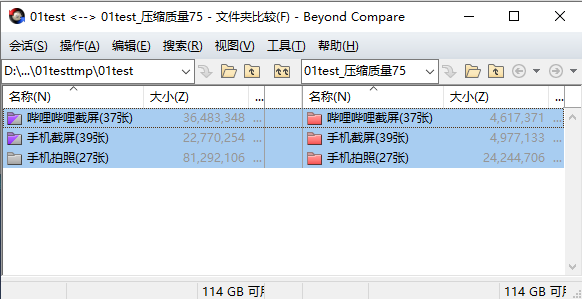 01test <--> 01test_压缩质量75 - 文件夹比较(F) - Beyond Compare
会话(S) 操作(A) 编辑(E) 搜索(R) 视图(V) 工具(T) 帮助(H)
D:\...\01testtmp\01test 01test_压缩质量75
名称(N) 大小(Z) ... 名称(N) 大小(Z) ...
哔哩哔哩截屏(37张) 36,483,348 ... 哔哩哔哩截屏(37张) 4,617,371 ...
手机截屏(39张) 22,770,254 ... 手机截屏(39张) 4,977,133 ...
手机拍照(27张) 81,292,106 ... 手机拍照(27张) 24,244,706 ...
114 GB 可用 114 GB 可用